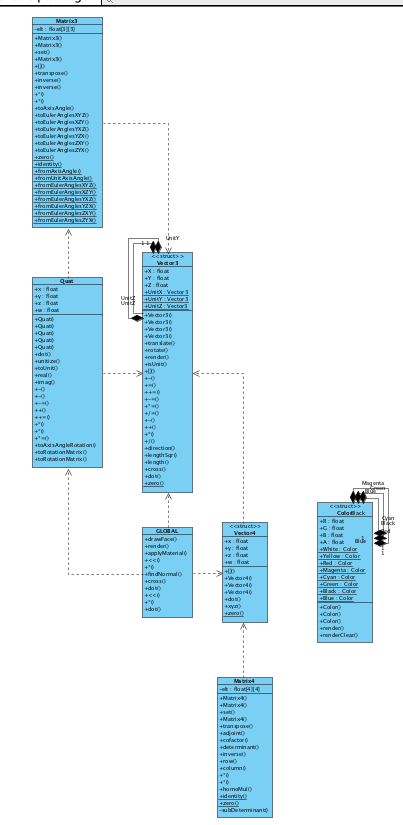 Matrix3
-elt : float[3][3]
+Matrix3()
+Matrix3()
+set()
+Matrix3()
+[]()
+transpose()
+inverse()
+inverse()
+*()
+*()
+toAxisAngle()
+toEulerAnglesXYZ()
+toEulerAnglesXZY()
+toEulerAnglesYXZ()
+toEulerAnglesYZX()
+toEulerAnglesZXY()
+toEulerAnglesZYX()
+zero()
+identity()
+fromAxisAngle()
+fromUnitAxisAngle()
+fromEulerAnglesXYZ()
+fromEulerAnglesXZY()
+fromEulerAnglesYXZ()
+fromEulerAnglesYZX()
+fromEulerAnglesZXY()
+fromEulerAnglesZYX()
UnitY
1
UnitZ
<<struct>>
Vector3
+X : float
+Y : float
+Z : float
+UnitX : Vector3
+UnitY : Vector3
+UnitZ : Vector3
+Vector3()
+Vector3()
+Vector3()
+Vector3()
+translate()
+rotate()
+render()
+isUnit()
+[]()
+-()
+=()
++=()
+-=()
+*=()
+/=()
+-()
++()
+*()
+/()
+direction()
+lengthSqr()
+length()
+cross()
+dot()
+zero()
Quat
+x : float
+y : float
+z : float
+w : float
+Quat()
+Quat()
+Quat()
+Quat()
+dot()
+unitize()
+toUnit()
+real()
+imag()
+-()
+-()
+-=()
++()
++=()
+*()
+*()
+*=()
+toAxisAngleRotation()
+toRotationMatrix()
+toRotationMatrix()
GLOBAL
+drawFace()
+render()
+applyMaterial()
+<<()
+*()
+findNormal()
+cross()
+dot()
+<<()
+*()
+dot()
<<struct>>
Vector4
+x : float
+y : float
+z : float
+w : float
+[]()
+Vector4()
+Vector4()
+Vector4()
+dot()
+xyz()
+zero()
Magenta
Blue
Cyan
Black
<<struct>>
ColorBlack
+R : float
+G : float
+B : float
+A : float
+White : Color
+Yellow : Color
+Red : Color
+Magenta : Color
+Cyan : Color
+Green : Color
+Black : Color
+Blue : Color
+Color()
+Color()
+Color()
+render()
+renderClear()
Matrix4
-elt : float[4][4]
+Matrix4()
+Matrix4()
+set()
+Matrix4()
+transpose()
+adjoint()
+cofactor()
+determinant()
+inverse()
+row()
+column()
+*()
+*()
+homoMul()
+identity()
+zero()
-subDeterminant()